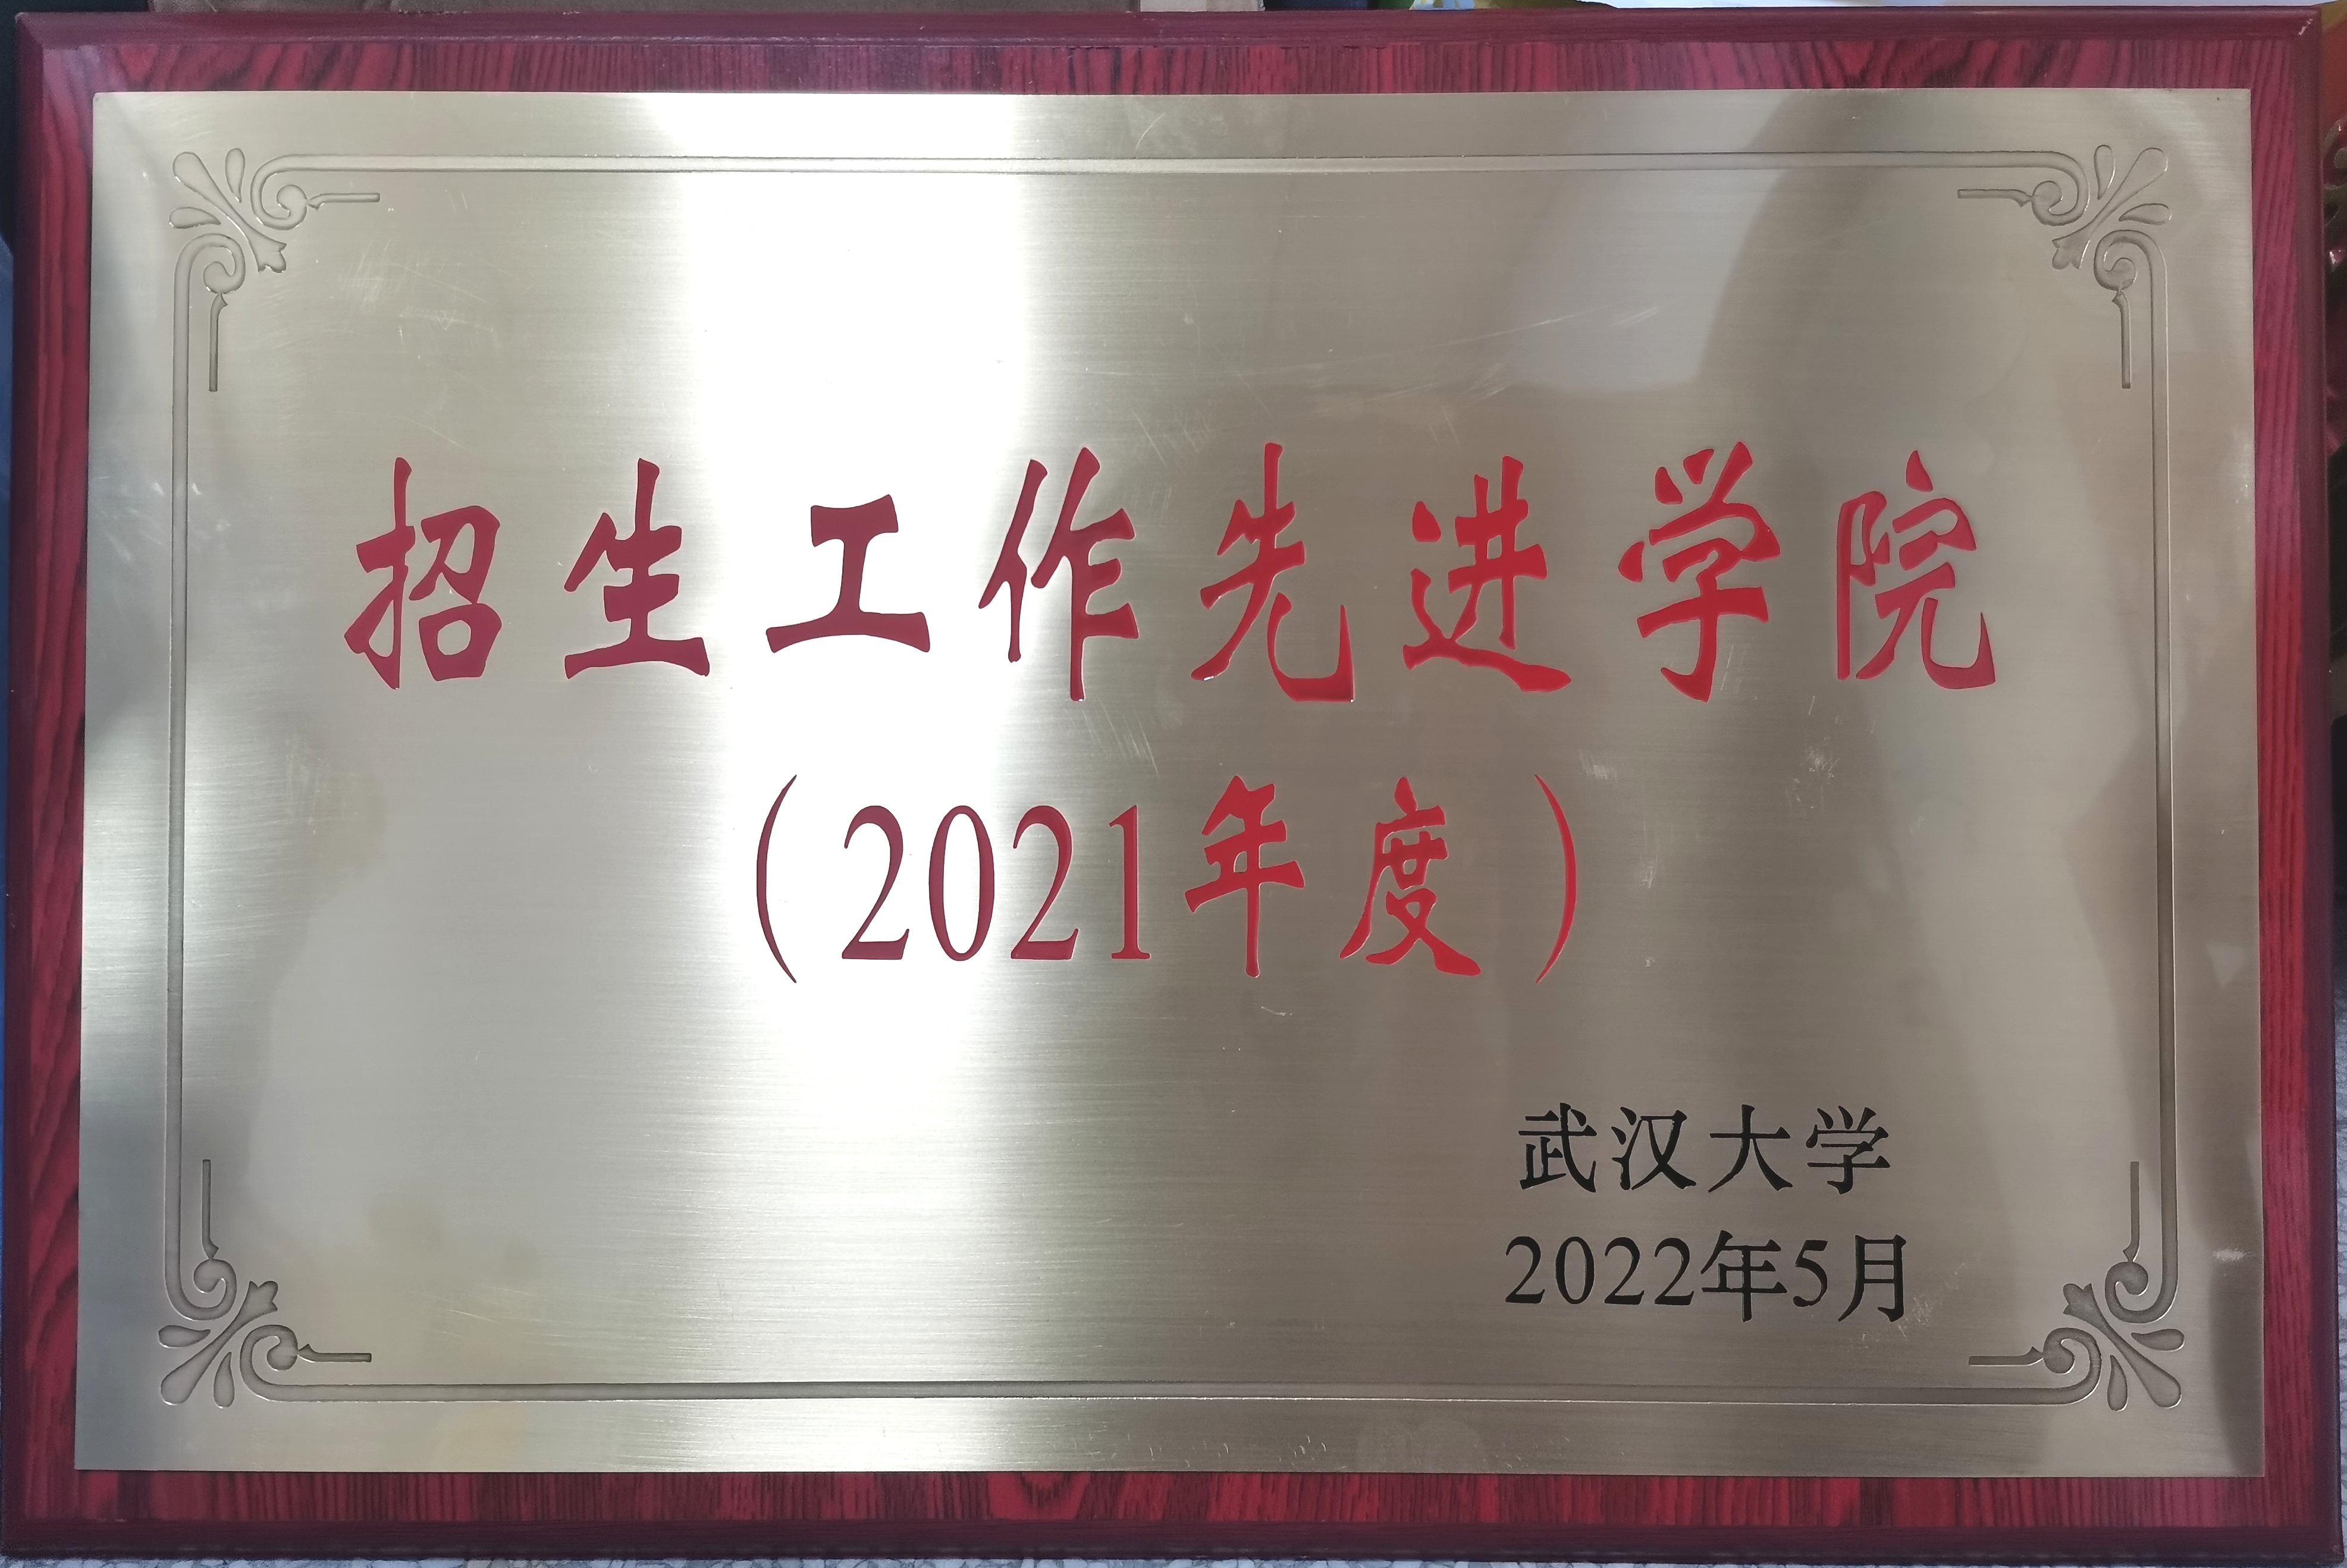 招生工作先进学院
（2021年度）
武汉大学
2022年5月